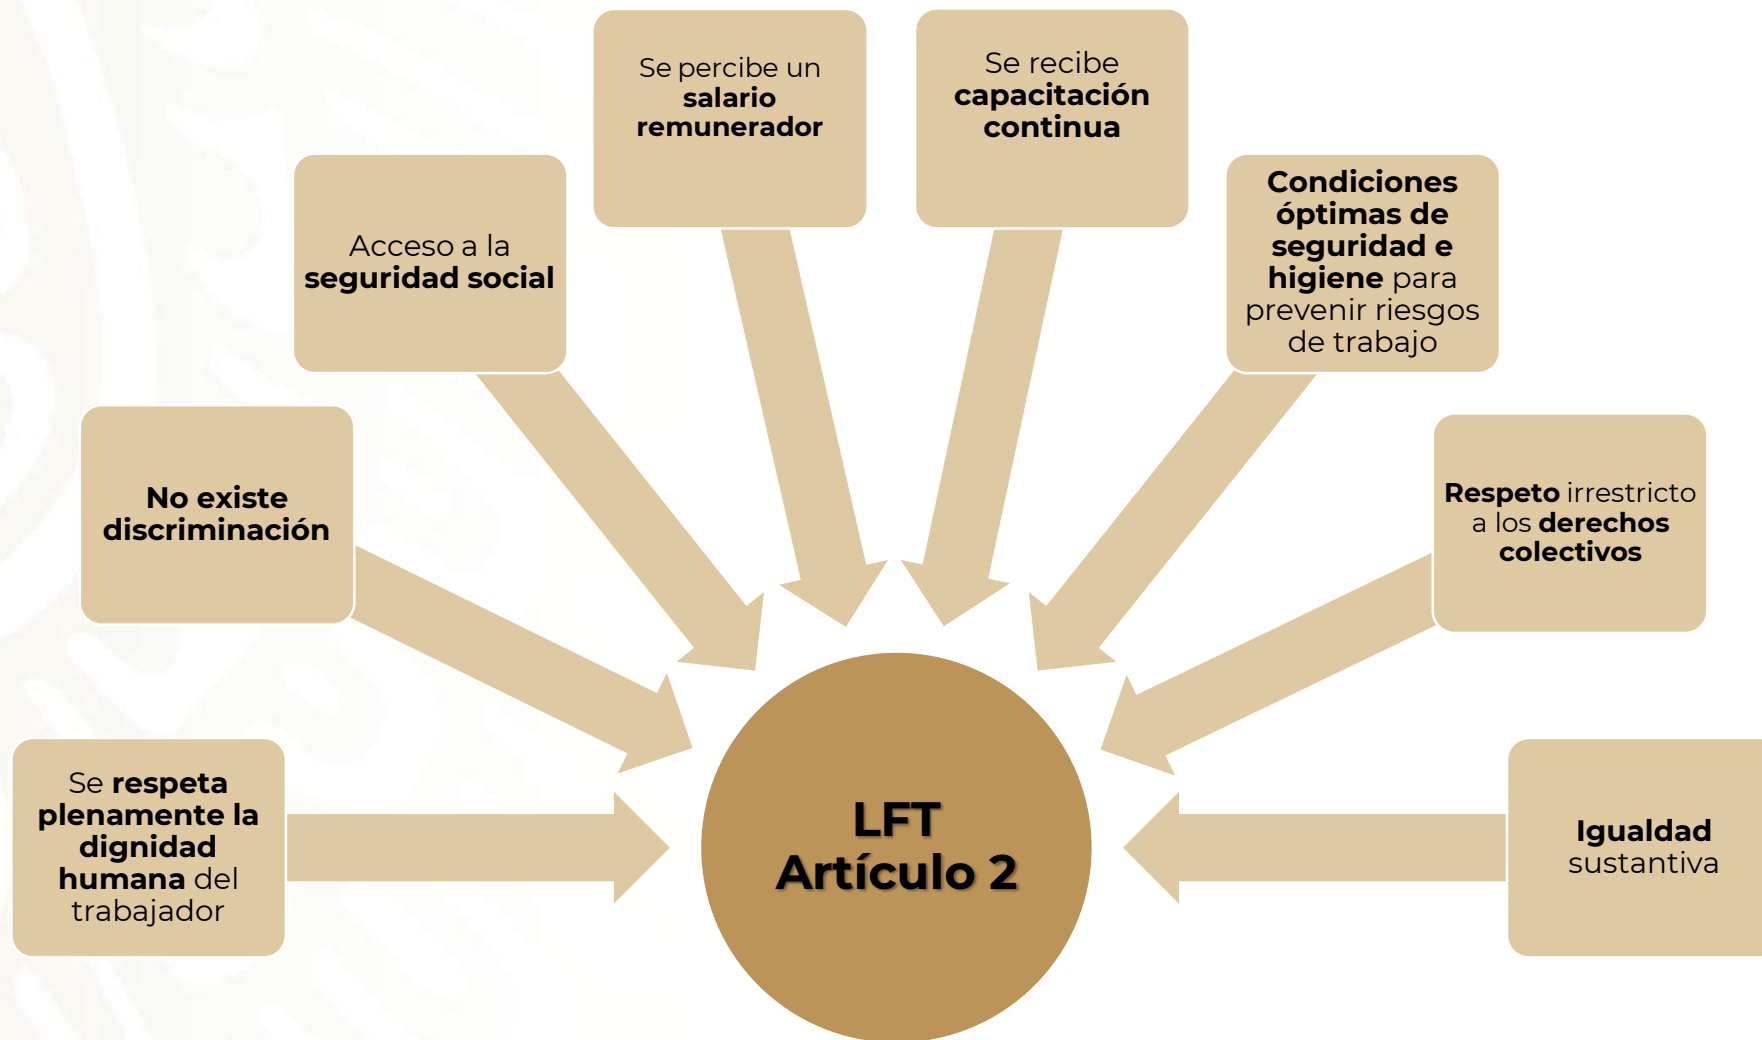 Se percibe un
salario
remunerador
Se recibe
capacitación
continua
Acceso a la
seguridad social
Condiciones
óptimas de
seguridad e
higiene para
prevenir riesgos
de trabajo
No existe
discriminación
Respeto irrestricto
a los derechos
colectivos
Se respeta
plenamente la
dignidad
humana del
trabajador
LFT
Artículo 2
Igualdad
sustantiva